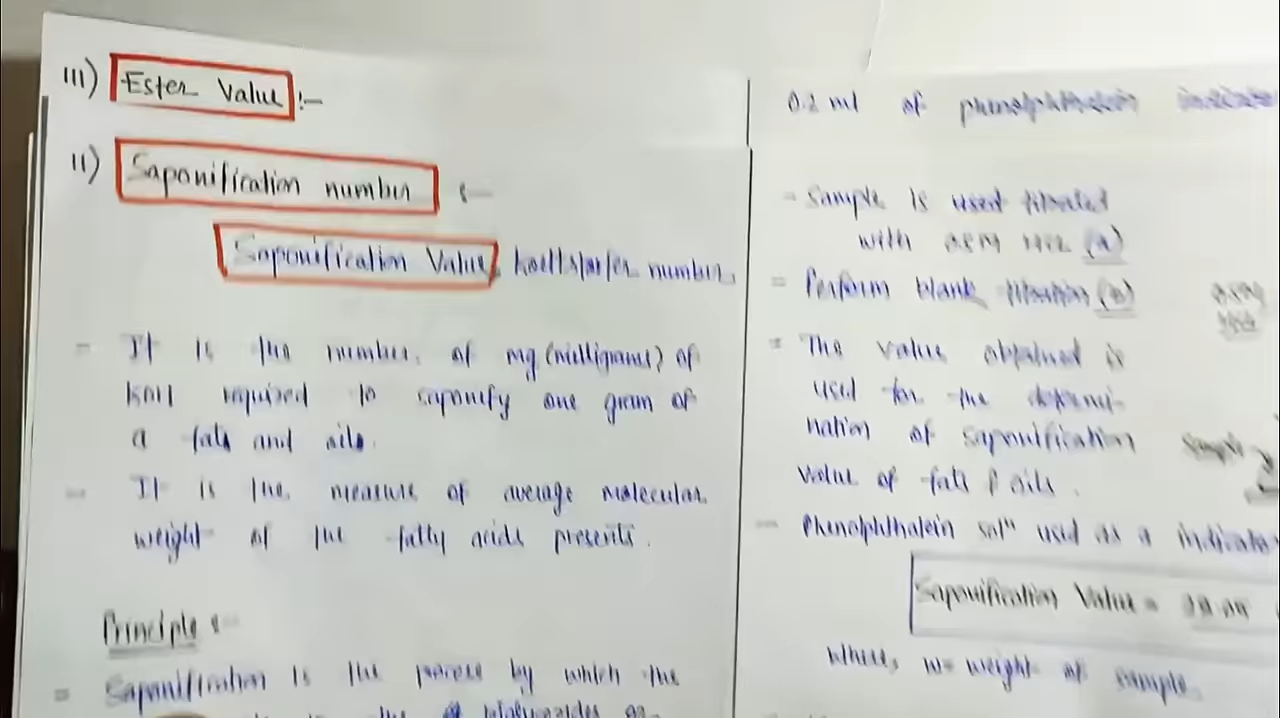 III) Ester Value :-
II) Saponification number :-
Saponification Value, number
- It is the number of mg (milligrams) of
KOH required to saponify one gram of
a fats and oils.
- It is the measure of average molecular
weight of the fatty acids presents.
Principle :-
= Saponification is the process by which the
of
0.2 ml of phenolphthalein
- Sample is used titrated
with (a)
= Perform blank titration (b)
= The value obtained is
used for the determi-
nation of saponification
value of fats & oils.
Sample
- Phenolphthalein solⁿ used as a
Saponification Value =
Where, w = weight of sample